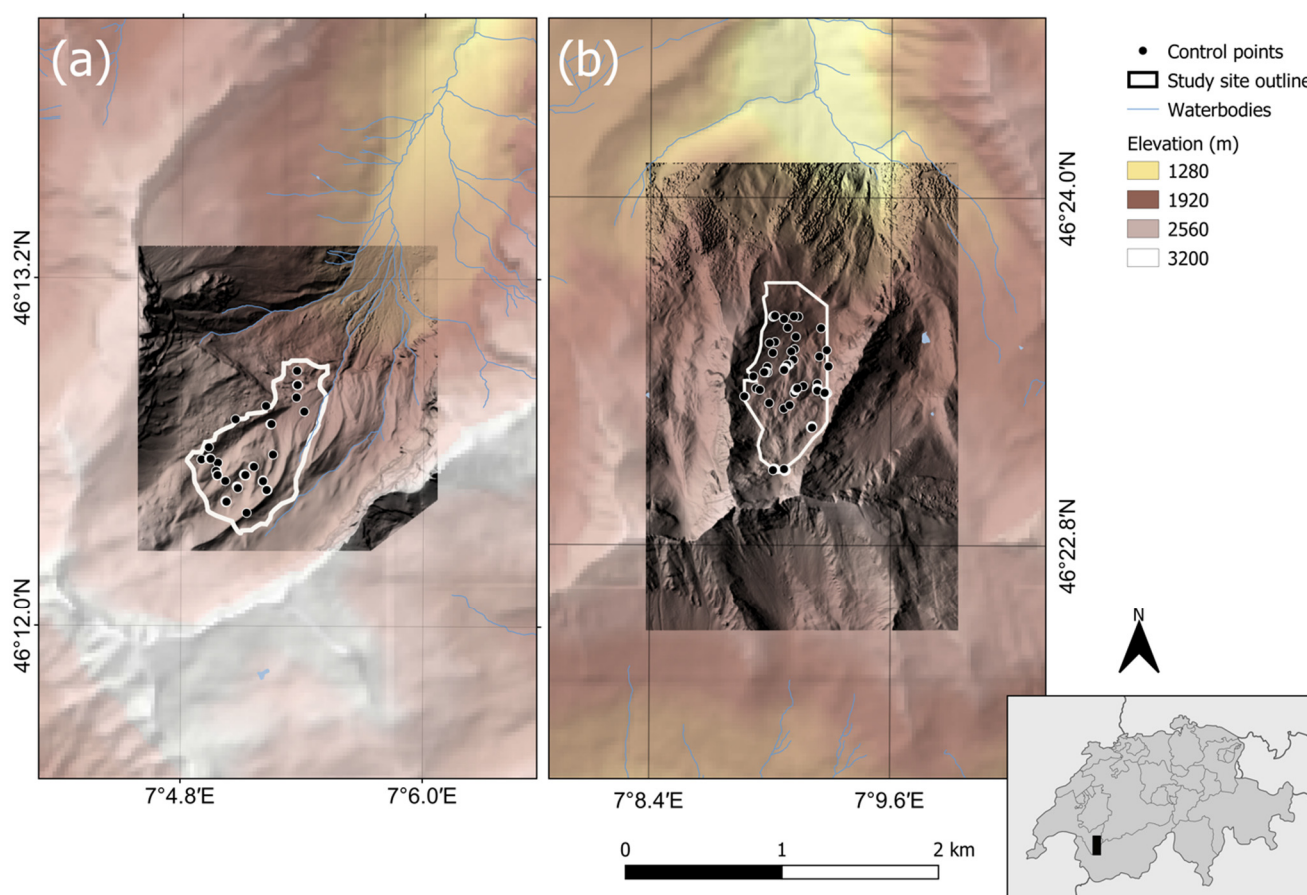 (a)
(b)
Control points
Study site outline
Waterbodies
Elevation (m)
1280
1920
2560
3200
46°13.2'N
46°12.0'N
46°24.0'N
46°22.8'N
7°4.8'E
7°6.0'E
7°8.4'E
7°9.6'E
N
0
1
2 km